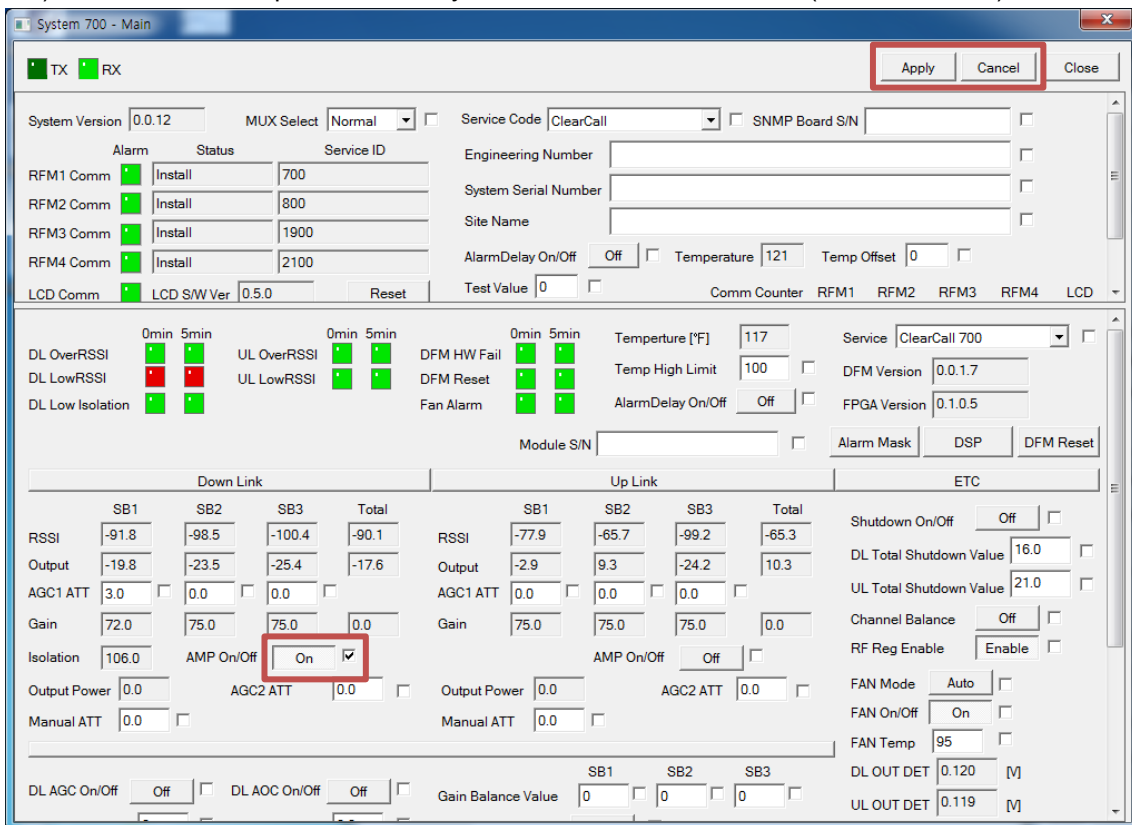 System 700 - Main
TX RX Apply Cancel Close
System Version 0.0.12 MUX Select Normal Service Code ClearCall SNMP Board S/N
Alarm Status Service ID Engineering Number
RFM1 Comm Install 700
RFM2 Comm Install 800 System Serial Number
RFM3 Comm Install 1900 Site Name
RFM4 Comm Install 2100 AlarmDelay On/Off Off Temperature 121 Temp Offset 0
LCD Comm LCD S/W Ver 0.5.0 Reset Test Value 0 Comm Counter RFM1 RFM2 RFM3 RFM4 LCD
0min 5min 0min 5min 0min 5min
DL OverRSSI UL OverRSSI DFM HW Fail Temperture [°F] 117 Service ClearCall 700
DL LowRSSI UL LowRSSI DFM Reset Temp High Limit 100 DFM Version 0.0.1.7
DL Low Isolation Fan Alarm AlarmDelay On/Off Off FPGA Version 0.1.0.5
Module S/N Alarm Mask DSP DFM Reset
Down Link Up Link ETC
SB1 SB2 SB3 Total SB1 SB2 SB3 Total Shutdown On/Off Off
RSSI -91.8 -98.5 -100.4 -90.1 RSSI -77.9 -65.7 -99.2 -65.3
Output -19.8 -23.5 -25.4 -17.6 Output -2.9 9.3 -24.2 10.3 DL Total Shutdown Value 16.0
AGC1 ATT 3.0 0.0 0.0 AGC1 ATT 0.0 0.0 0.0 UL Total Shutdown Value 21.0
Gain 72.0 75.0 75.0 0.0 Gain 75.0 75.0 75.0 0.0 Channel Balance Off
Isolation 106.0 AMP On/Off On AMP On/Off Off RF Reg Enable Enable
Output Power 0.0 AGC2 ATT 0.0 Output Power 0.0 AGC2 ATT 0.0 FAN Mode Auto
Manual ATT 0.0 Manual ATT 0.0 FAN On/Off On
FAN Temp 95
SB1 SB2 SB3 DL OUT DET 0.120 [V]
DL AGC On/Off Off DL AOC On/Off Off Gain Balance Value 0 0 0 UL OUT DET 0.119 [V]